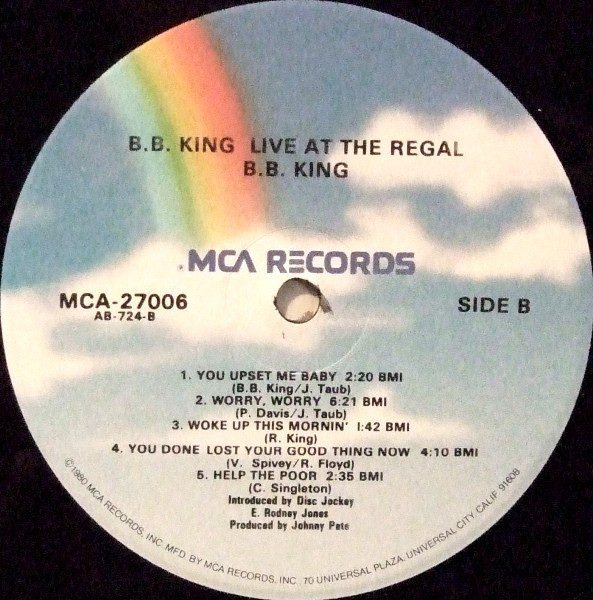 B.B. KING LIVE AT THE REGAL
B.B. KING
MCA RECORDS
MCA-27006
AB-724-B
SIDE B
1. YOU UPSET ME BABY 2:20 BMI
(B.B. King/J. Taub)
2. WORRY, WORRY 6:21 BMI
(P. Davis/J. Taub)
3. WOKE UP THIS MORNIN' 1:42 BMI
(R. King)
4. YOU DONE LOST YOUR GOOD THING NOW 4:10 BMI
(V. Spivey/R. Floyd)
5. HELP THE POOR 2:35 BMI
(C. Singleton)
Introduced by Disc Jockey
E. Rodney Jones
Produced by Johnny Pate
©1980 MCA RECORDS, INC. MFD. BY MCA RECORDS, INC. 70 UNIVERSAL PLAZA, UNIVERSAL CITY, CALIF. 91608